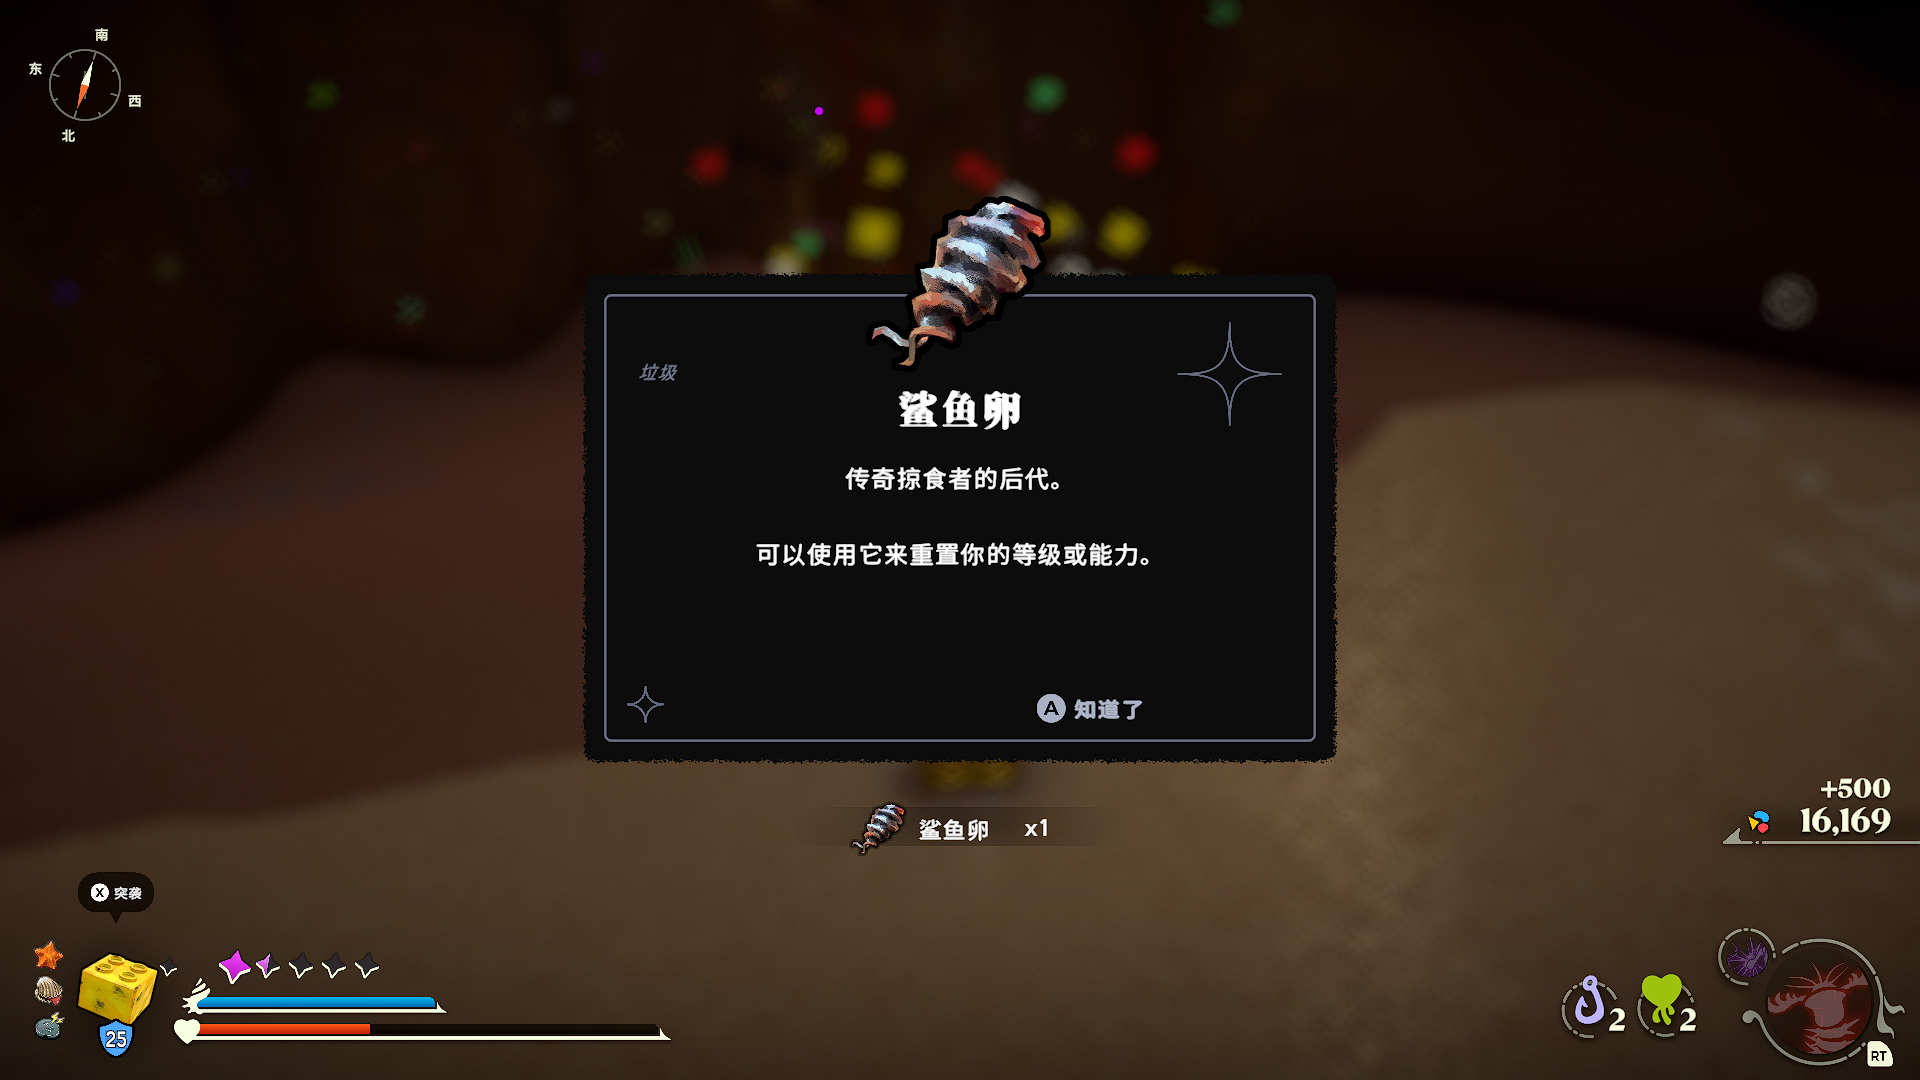 南
东
西
北
垃圾
鲨鱼卵
传奇掠食者的后代。
可以使用它来重置你的等级或能力。
A 知道了
鲨鱼卵 x1
+500
16,169
X 突袭
25
2
2
RT